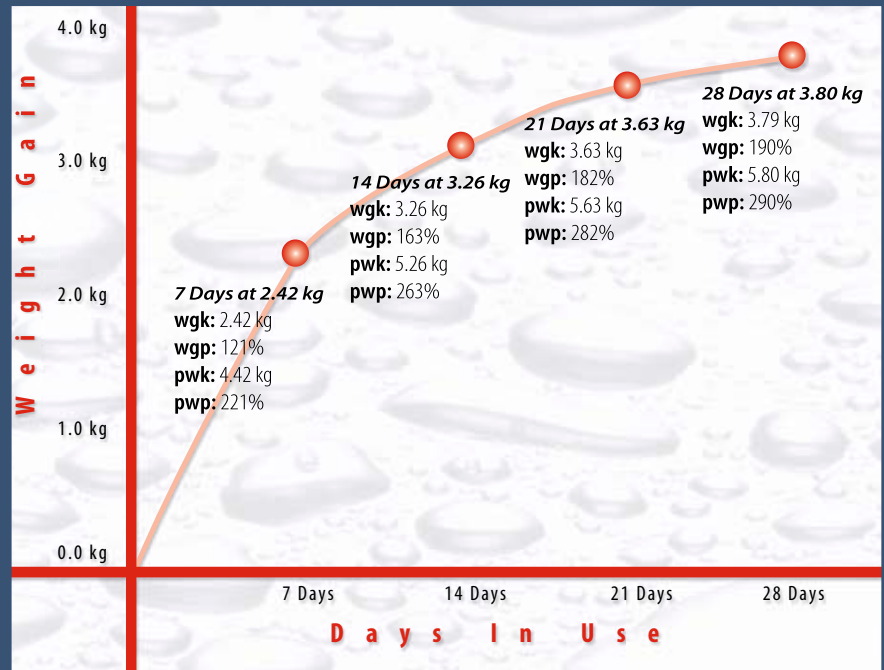 4.0 kg
3.0 kg
2.0 kg
1.0 kg
0.0 kg
Weight Gain
7 Days at 2.42 kg
wgk: 2.42 kg
wgp: 121%
pwk: 4.42 kg
pwp: 221%
14 Days at 3.26 kg
wgk: 3.26 kg
wgp: 163%
pwk: 5.26 kg
pwp: 263%
21 Days at 3.63 kg
wgk: 3.63 kg
wgp: 182%
pwk: 5.63 kg
pwp: 282%
28 Days at 3.80 kg
wgk: 3.79 kg
wgp: 190%
pwk: 5.80 kg
pwp: 290%
7 Days
14 Days
21 Days
28 Days
Days In Use